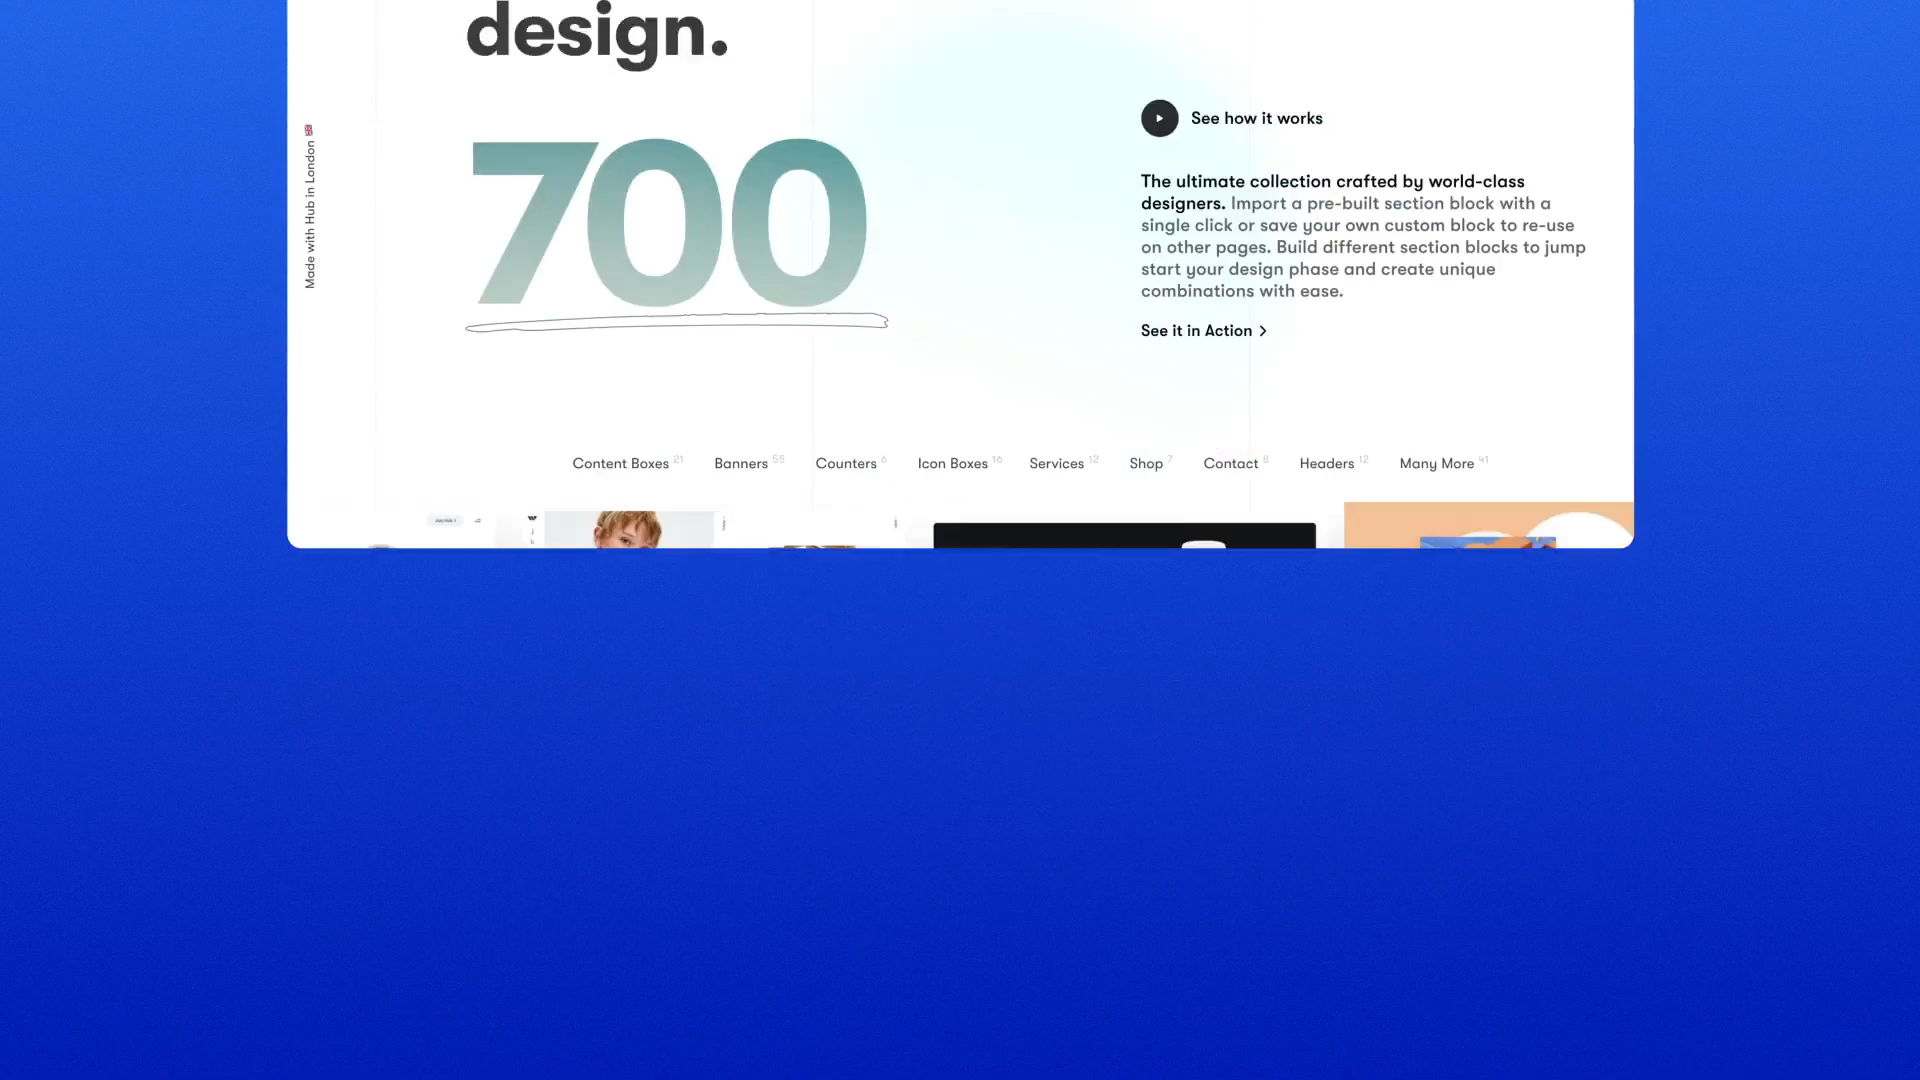 design.
Made with Hub in London
700
See how it works
The ultimate collection crafted by world-class
designers. Import a pre-built section block with a
single click or save your own custom block to re-use
on other pages. Build different section blocks to jump
start your design phase and create unique
combinations with ease.
See it in Action
Content Boxes 21 Banners 55 Counters 6 Icon Boxes 16 Services 12 Shop 7 Contact 8 Headers 12 Many More 41